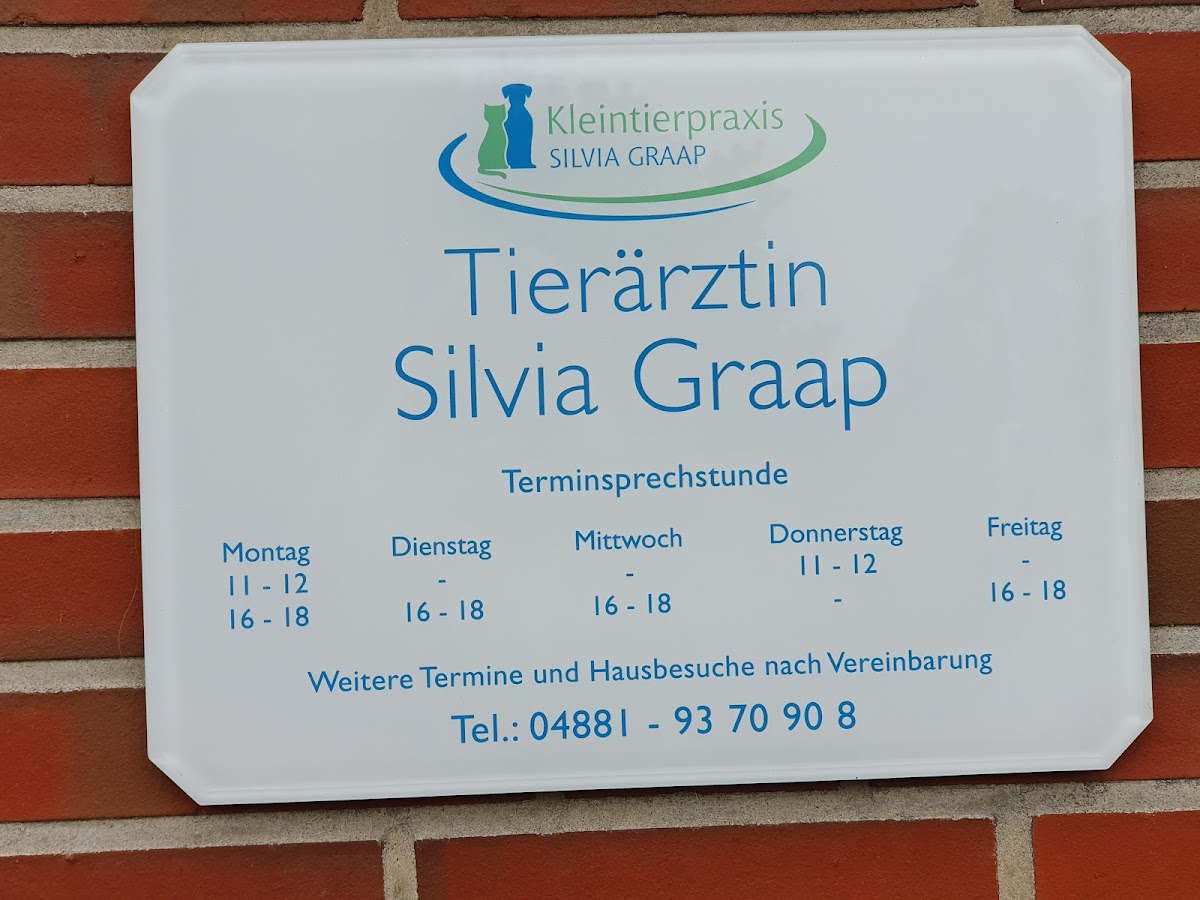 Kleintierpraxis
SILVIA GRAAP
Tierärztin
Silvia Graap
Terminsprechstunde
Montag Dienstag Mittwoch Donnerstag Freitag
11 - 12 - - 11 - 12 -
16 - 18 16 - 18 16 - 18 - 16 - 18
Weitere Termine und Hausbesuche nach Vereinbarung
Tel.: 04881 - 93 70 90 8